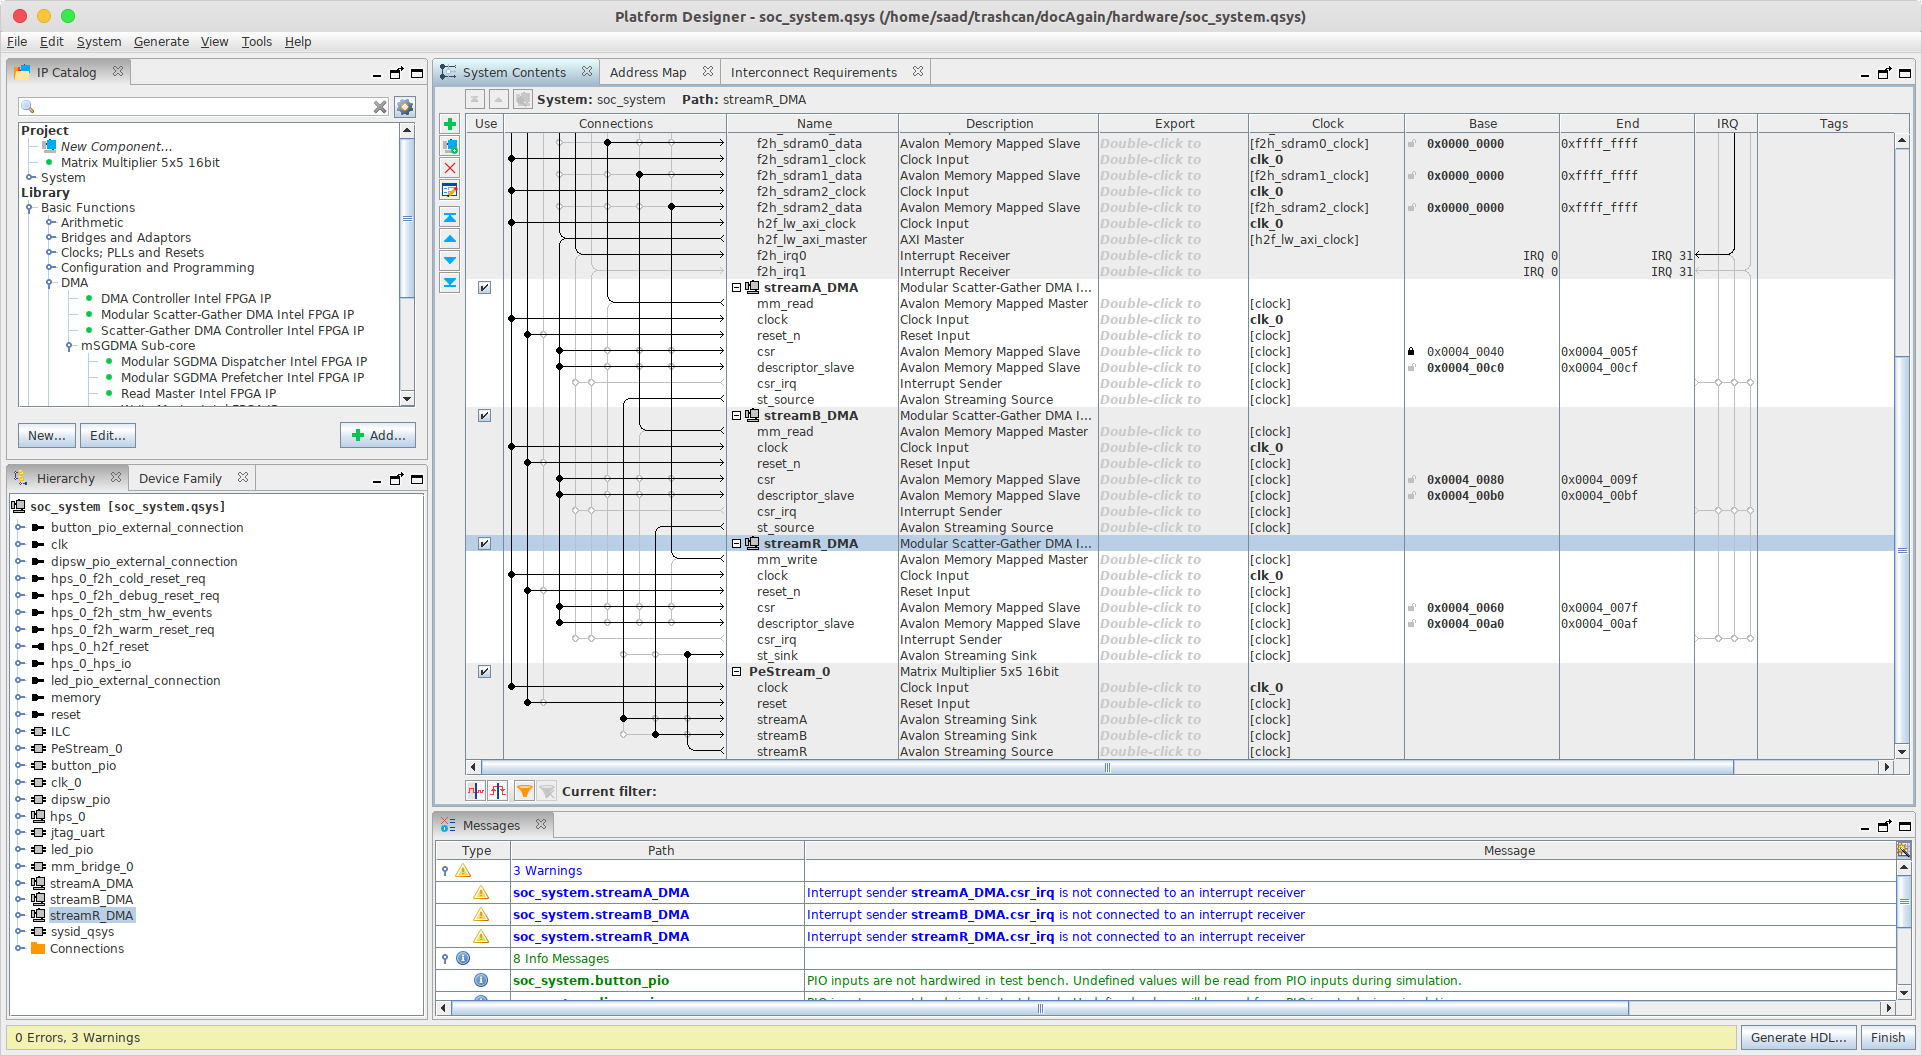 Platform Designer - soc_system.qsys (/home/saad/trashcan/docAgain/hardware/soc_system.qsys)
File Edit System Generate View Tools Help
IP Catalog
Project
New Component...
Matrix Multiplier 5x5 16bit
System
Library
Basic Functions
Arithmetic
Bridges and Adaptors
Clocks; PLLs and Resets
Configuration and Programming
DMA
DMA Controller Intel FPGA IP
Modular Scatter-Gather DMA Intel FPGA IP
Scatter-Gather DMA Controller Intel FPGA IP
mSGDMA Sub-core
Modular SGDMA Dispatcher Intel FPGA IP
Modular SGDMA Prefetcher Intel FPGA IP
Read Master Intel FPGA IP
New... Edit... Add...
Hierarchy Device Family
soc_system [soc_system.qsys]
button_pio_external_connection
clk
dipsw_pio_external_connection
hps_0_f2h_cold_reset_req
hps_0_f2h_debug_reset_req
hps_0_f2h_stm_hw_events
hps_0_f2h_warm_reset_req
hps_0_h2f_reset
hps_0_hps_io
led_pio_external_connection
memory
reset
ILC
PeStream_0
button_pio
clk_0
dipsw_pio
hps_0
jtag_uart
led_pio
mm_bridge_0
streamA_DMA
streamB_DMA
streamR_DMA
sysid_qsys
Connections
System Contents Address Map Interconnect Requirements
System: soc_system Path: streamR_DMA
Use Connections Name Description Export Clock Base End IRQ Tags
f2h_sdram0_data Avalon Memory Mapped Slave Double-click to [f2h_sdram0_clock] 0x0000_0000 0xffff_ffff
f2h_sdram1_clock Clock Input Double-click to clk_0
f2h_sdram1_data Avalon Memory Mapped Slave Double-click to [f2h_sdram1_clock] 0x0000_0000 0xffff_ffff
f2h_sdram2_clock Clock Input Double-click to clk_0
f2h_sdram2_data Avalon Memory Mapped Slave Double-click to [f2h_sdram2_clock] 0x0000_0000 0xffff_ffff
h2f_lw_axi_clock Clock Input Double-click to clk_0
h2f_lw_axi_master AXI Master Double-click to [h2f_lw_axi_clock]
f2h_irq0 Interrupt Receiver Double-click to IRQ 0 IRQ 31
f2h_irq1 Interrupt Receiver Double-click to IRQ 0 IRQ 31
streamA_DMA Modular Scatter-Gather DMA I...
mm_read Avalon Memory Mapped Master Double-click to [clock]
clock Clock Input Double-click to clk_0
reset_n Reset Input Double-click to [clock]
csr Avalon Memory Mapped Slave Double-click to [clock] 0x0004_0040 0x0004_005f
descriptor_slave Avalon Memory Mapped Slave Double-click to [clock] 0x0004_00c0 0x0004_00cf
csr_irq Interrupt Sender Double-click to [clock]
st_source Avalon Streaming Source Double-click to [clock]
streamB_DMA Modular Scatter-Gather DMA I...
mm_read Avalon Memory Mapped Master Double-click to [clock]
clock Clock Input Double-click to clk_0
reset_n Reset Input Double-click to [clock]
csr Avalon Memory Mapped Slave Double-click to [clock] 0x0004_0080 0x0004_009f
descriptor_slave Avalon Memory Mapped Slave Double-click to [clock] 0x0004_00b0 0x0004_00bf
csr_irq Interrupt Sender Double-click to [clock]
st_source Avalon Streaming Source Double-click to [clock]
streamR_DMA Modular Scatter-Gather DMA I...
mm_write Avalon Memory Mapped Master Double-click to [clock]
clock Clock Input Double-click to clk_0
reset_n Reset Input Double-click to [clock]
csr Avalon Memory Mapped Slave Double-click to [clock] 0x0004_0060 0x0004_007f
descriptor_slave Avalon Memory Mapped Slave Double-click to [clock] 0x0004_00a0 0x0004_00af
csr_irq Interrupt Sender Double-click to [clock]
st_sink Avalon Streaming Sink Double-click to [clock]
PeStream_0 Matrix Multiplier 5x5 16bit
clock Clock Input Double-click to clk_0
reset Reset Input Double-click to [clock]
streamA Avalon Streaming Sink Double-click to [clock]
streamB Avalon Streaming Sink Double-click to [clock]
streamR Avalon Streaming Source Double-click to [clock]
Current filter:
Messages
Type Path Message
3 Warnings
soc_system.streamA_DMA Interrupt sender streamA_DMA.csr_irq is not connected to an interrupt receiver
soc_system.streamB_DMA Interrupt sender streamB_DMA.csr_irq is not connected to an interrupt receiver
soc_system.streamR_DMA Interrupt sender streamR_DMA.csr_irq is not connected to an interrupt receiver
8 Info Messages
soc_system.button_pio PIO inputs are not hardwired in test bench. Undefined values will be read from PIO inputs during simulation.
0 Errors, 3 Warnings Generate HDL... Finish